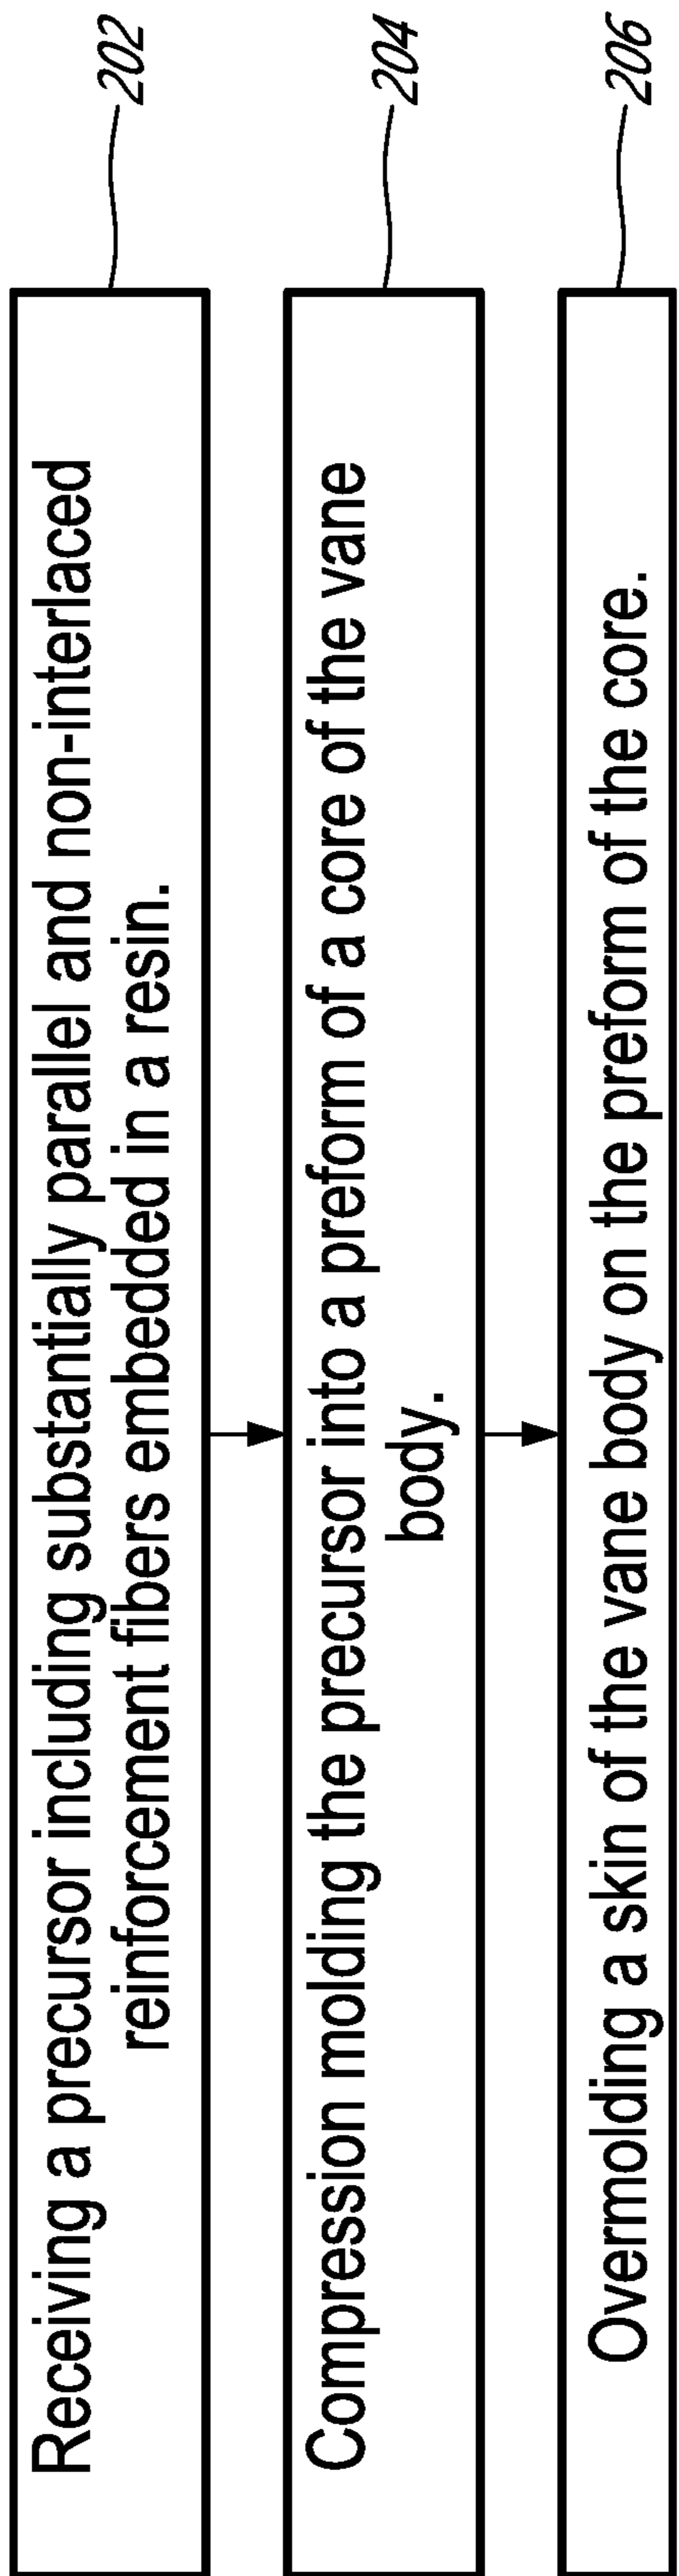 Receiving a precursor including substantially parallel and non-interlaced
reinforcement fibers embedded in a resin.
202
Compression molding the precursor into a preform of a core of the vane
body.
204
Overmolding a skin of the vane body on the preform of the core.
206